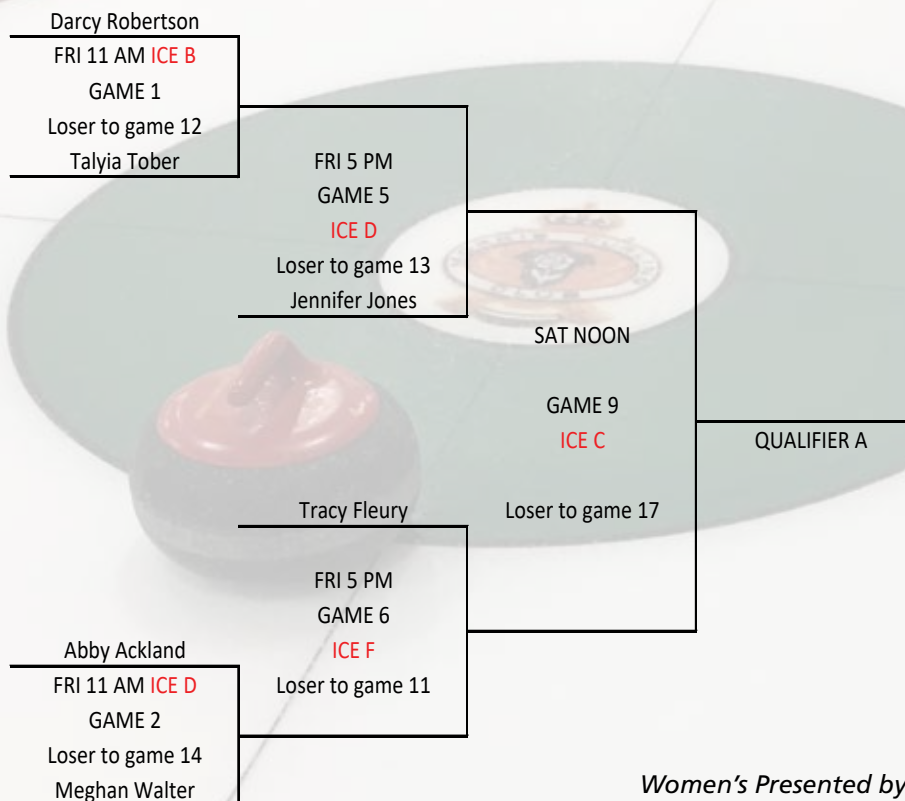 Darcy Robertson
FRI 11 AM ICE B
GAME 1
Loser to game 12
Talyia Tober
FRI 5 PM
GAME 5
ICE D
Loser to game 13
Jennifer Jones
SAT NOON
GAME 9
ICE C
Loser to game 17
QUALIFIER A
Tracy Fleury
FRI 5 PM
GAME 6
ICE F
Loser to game 11
Abby Ackland
FRI 11 AM ICE D
GAME 2
Loser to game 14
Meghan Walter
Women's Presented by
CLUB